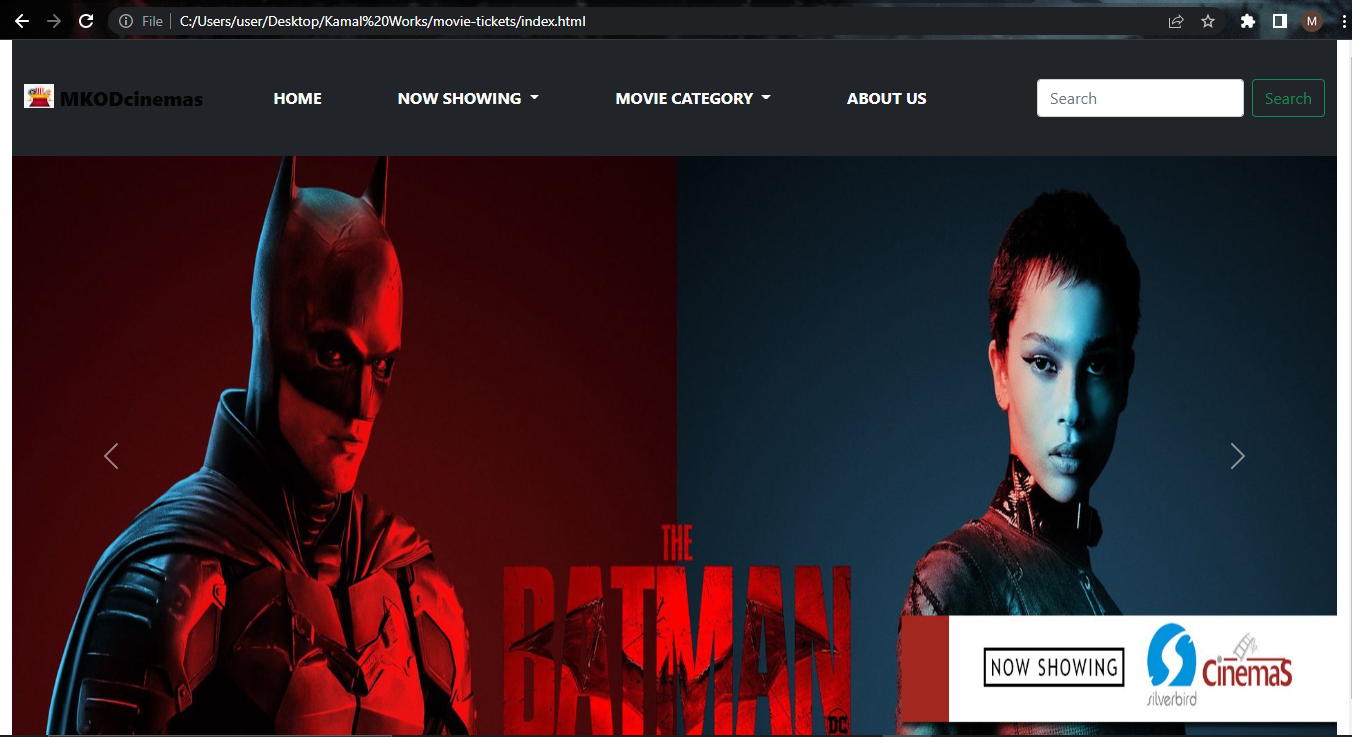 File
C:/Users/user/Desktop/Kamal%20Works/movie-tickets/index.html
M
MKODcinemas
HOME
NOW SHOWING
MOVIE CATEGORY
ABOUT US
Search
Search
THE
BATMAN
DC
NOW SHOWING
silverbird
Cinemas